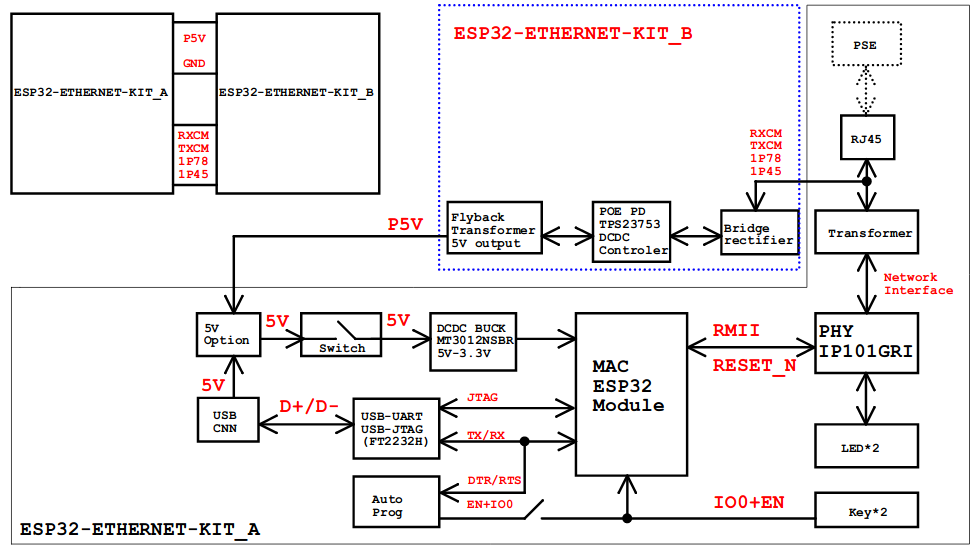 P5V
GND
ESP32-ETHERNET-KIT_A
ESP32-ETHERNET-KIT_B
RXCM
TXCM
1P78
1P45
ESP32-ETHERNET-KIT_B
PSE
RJ45
RXCM
TXCM
1P78
1P45
P5V
Flyback
Transformer
5V output
POE PD
TPS23753
DCDC
Controler
Bridge
rectifier
Transformer
Network
Interface
5V
Option
5V
Switch
5V
DCDC BUCK
MT3012NSBR
5V-3.3V
MAC
ESP32
Module
RMII
RESET_N
PHY
IP101GRI
5V
USB
CNN
D+/D-
USB-UART
USB-JTAG
(FT2232H)
JTAG
TX/RX
LED*2
DTR/RTS
EN+IO0
Auto
Prog
IO0+EN
Key*2
ESP32-ETHERNET-KIT_A